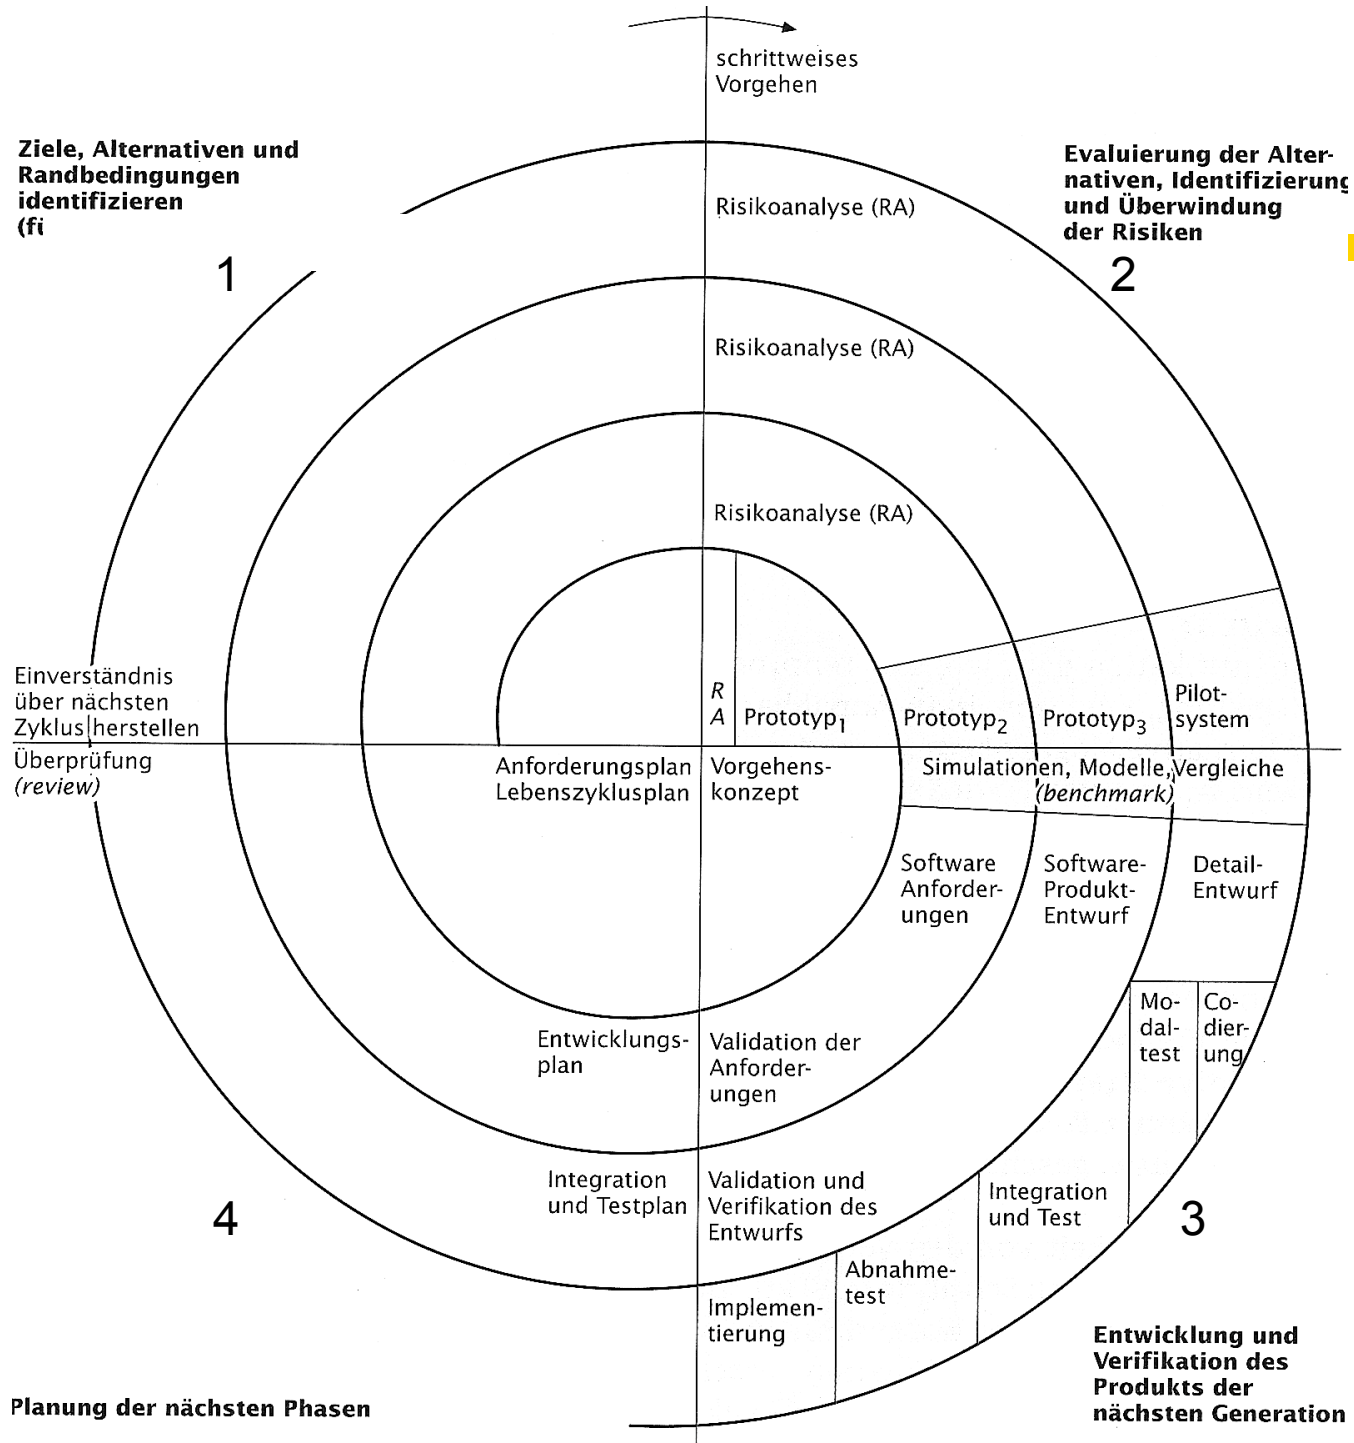 schrittweises
Vorgehen
Ziele, Alternativen und
Randbedingungen
identifizieren
(fi
1
Evaluierung der Alter-
nativen, Identifizierung
und Überwindung
der Risiken
2
Risikoanalyse (RA)
Risikoanalyse (RA)
Risikoanalyse (RA)
R
A
Prototyp1
Prototyp2
Prototyp3
Pilot-
system
Einverständnis
über nächsten
Zyklus herstellen
Überprüfung
(review)
Anforderungsplan
Lebenszyklusplan
Vorgehens-
konzept
Simulationen, Modelle, Vergleiche
(benchmark)
Software
Anforder-
ungen
Software-
Produkt-
Entwurf
Detail-
Entwurf
Mo-
dal-
test
Co-
dier-
ung
Entwicklungs-
plan
Validation der
Anforder-
ungen
Integration
und Testplan
Validation und
Verifikation des
Entwurfs
Integration
und Test
Abnahme-
test
Implemen-
tierung
4
3
Planung der nächsten Phasen
Entwicklung und
Verifikation des
Produkts der
nächsten Generation